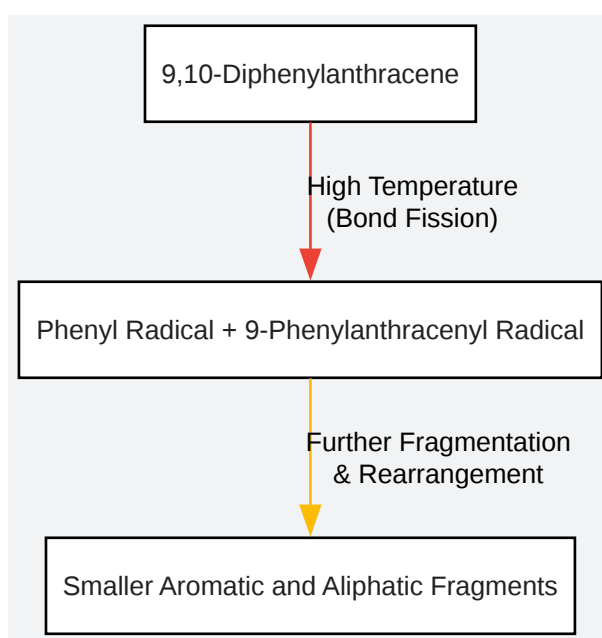 9,10-Diphenylanthracene
High Temperature
(Bond Fission)
Phenyl Radical + 9-Phenylanthracenyl Radical
Further Fragmentation
& Rearrangement
Smaller Aromatic and Aliphatic Fragments